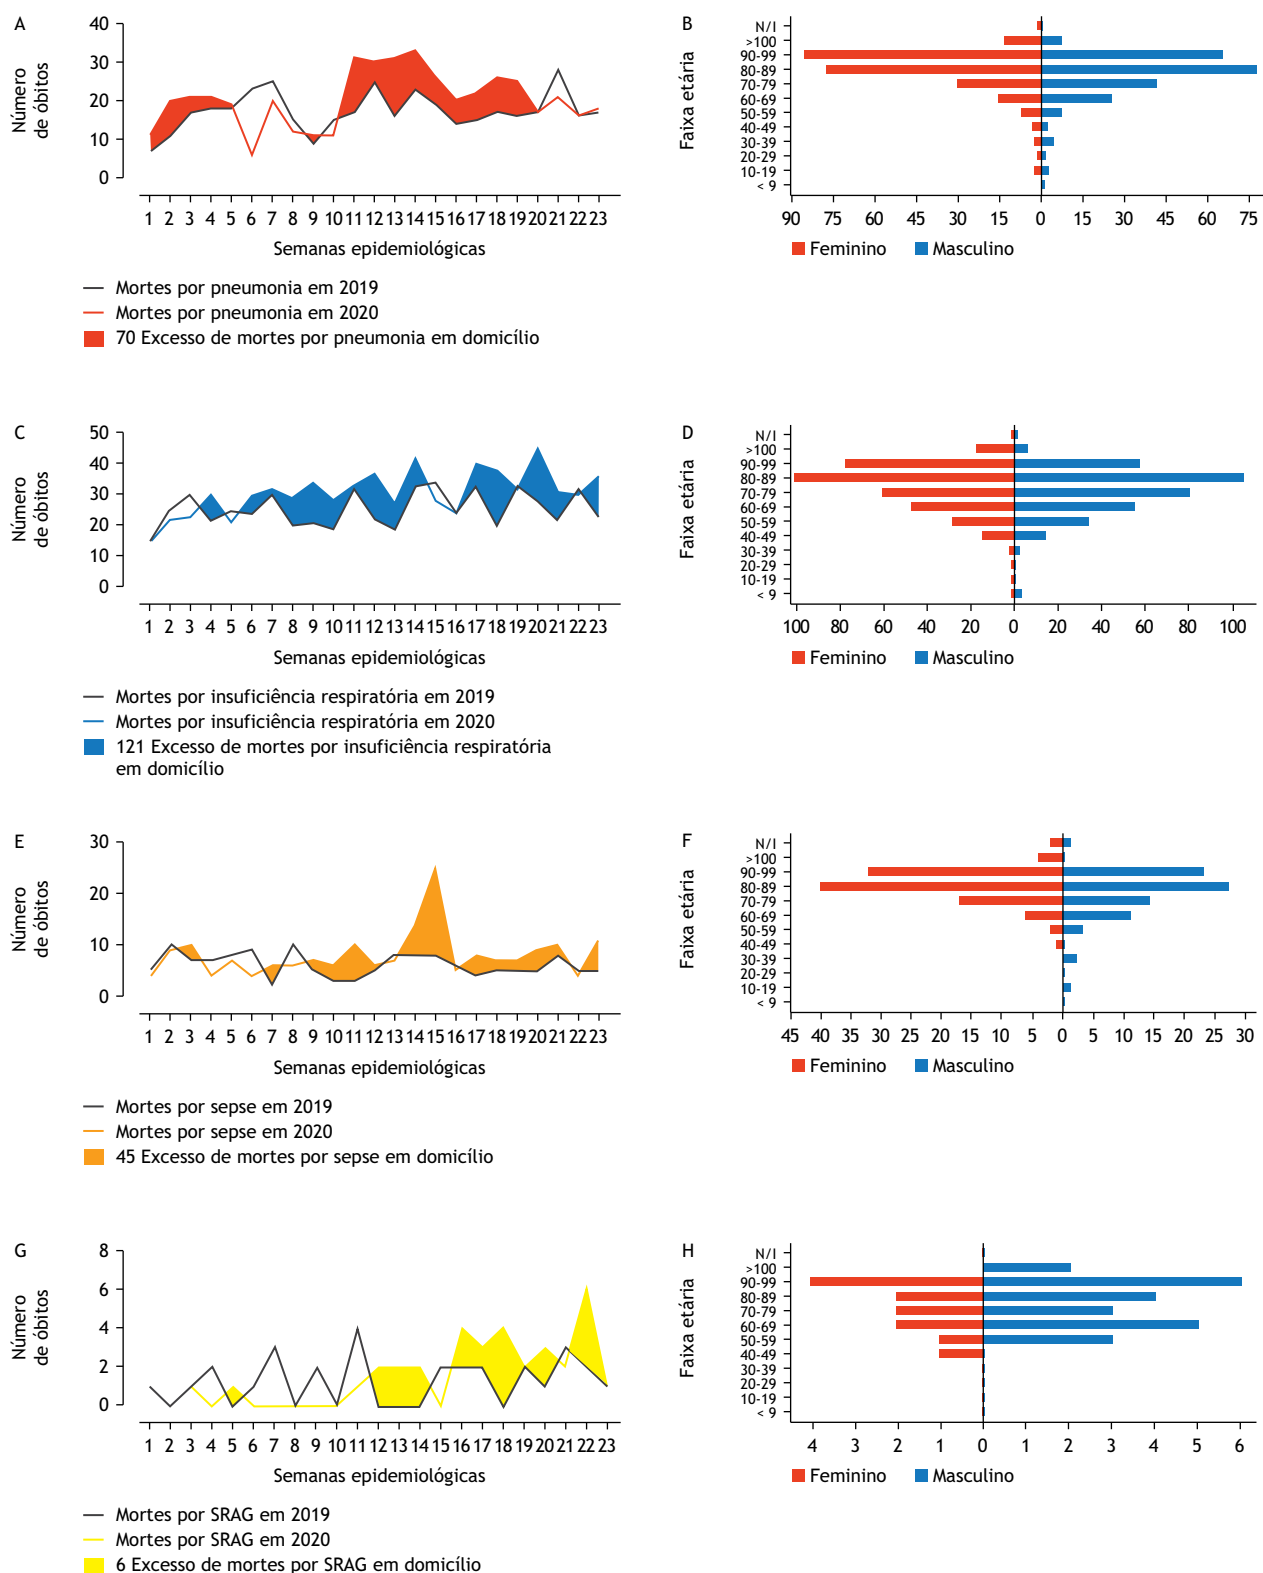 A
Número
de óbitos
40
30
20
10
0
1 2 3 4 5 6 7 8 9 10 11 12 13 14 15 16 17 18 19 20 21 22 23
Semanas epidemiológicas
Mortes por pneumonia em 2019
Mortes por pneumonia em 2020
70 Excesso de mortes por pneumonia em domicílio
B
Faixa etária
N/I
>100
90-99
80-89
70-79
60-69
50-59
40-49
30-39
20-29
10-19
< 9
90 75 60 45 30 15 0 15 30 45 60 75
Feminino Masculino
C
Número
de óbitos
50
40
30
20
10
0
1 2 3 4 5 6 7 8 9 10 11 12 13 14 15 16 17 18 19 20 21 22 23
Semanas epidemiológicas
Mortes por insuficiência respiratória em 2019
Mortes por insuficiência respiratória em 2020
121 Excesso de mortes por insuficiência respiratória
em domicílio
D
Faixa etária
N/I
>100
90-99
80-89
70-79
60-69
50-59
40-49
30-39
20-29
10-19
< 9
100 80 60 40 20 0 20 40 60 80 100
Feminino Masculino
E
Número
de óbitos
30
20
10
0
1 2 3 4 5 6 7 8 9 10 11 12 13 14 15 16 17 18 19 20 21 22 23
Semanas epidemiológicas
Mortes por sepse em 2019
Mortes por sepse em 2020
45 Excesso de mortes por sepse em domicílio
F
Faixa etária
N/I
>100
90-99
80-89
70-79
60-69
50-59
40-49
30-39
20-29
10-19
< 9
45 40 35 30 25 20 15 10 5 0 5 10 15 20 25 30
Feminino Masculino
G
Número
de óbitos
8
6
4
2
0
1 2 3 4 5 6 7 8 9 10 11 12 13 14 15 16 17 18 19 20 21 22 23
Semanas epidemiológicas
Mortes por SRAG em 2019
Mortes por SRAG em 2020
6 Excesso de mortes por SRAG em domicílio
H
Faixa etária
N/I
>100
90-99
80-89
70-79
60-69
50-59
40-49
30-39
20-29
10-19
< 9
4 3 2 1 0 1 2 3 4 5 6
Feminino Masculino